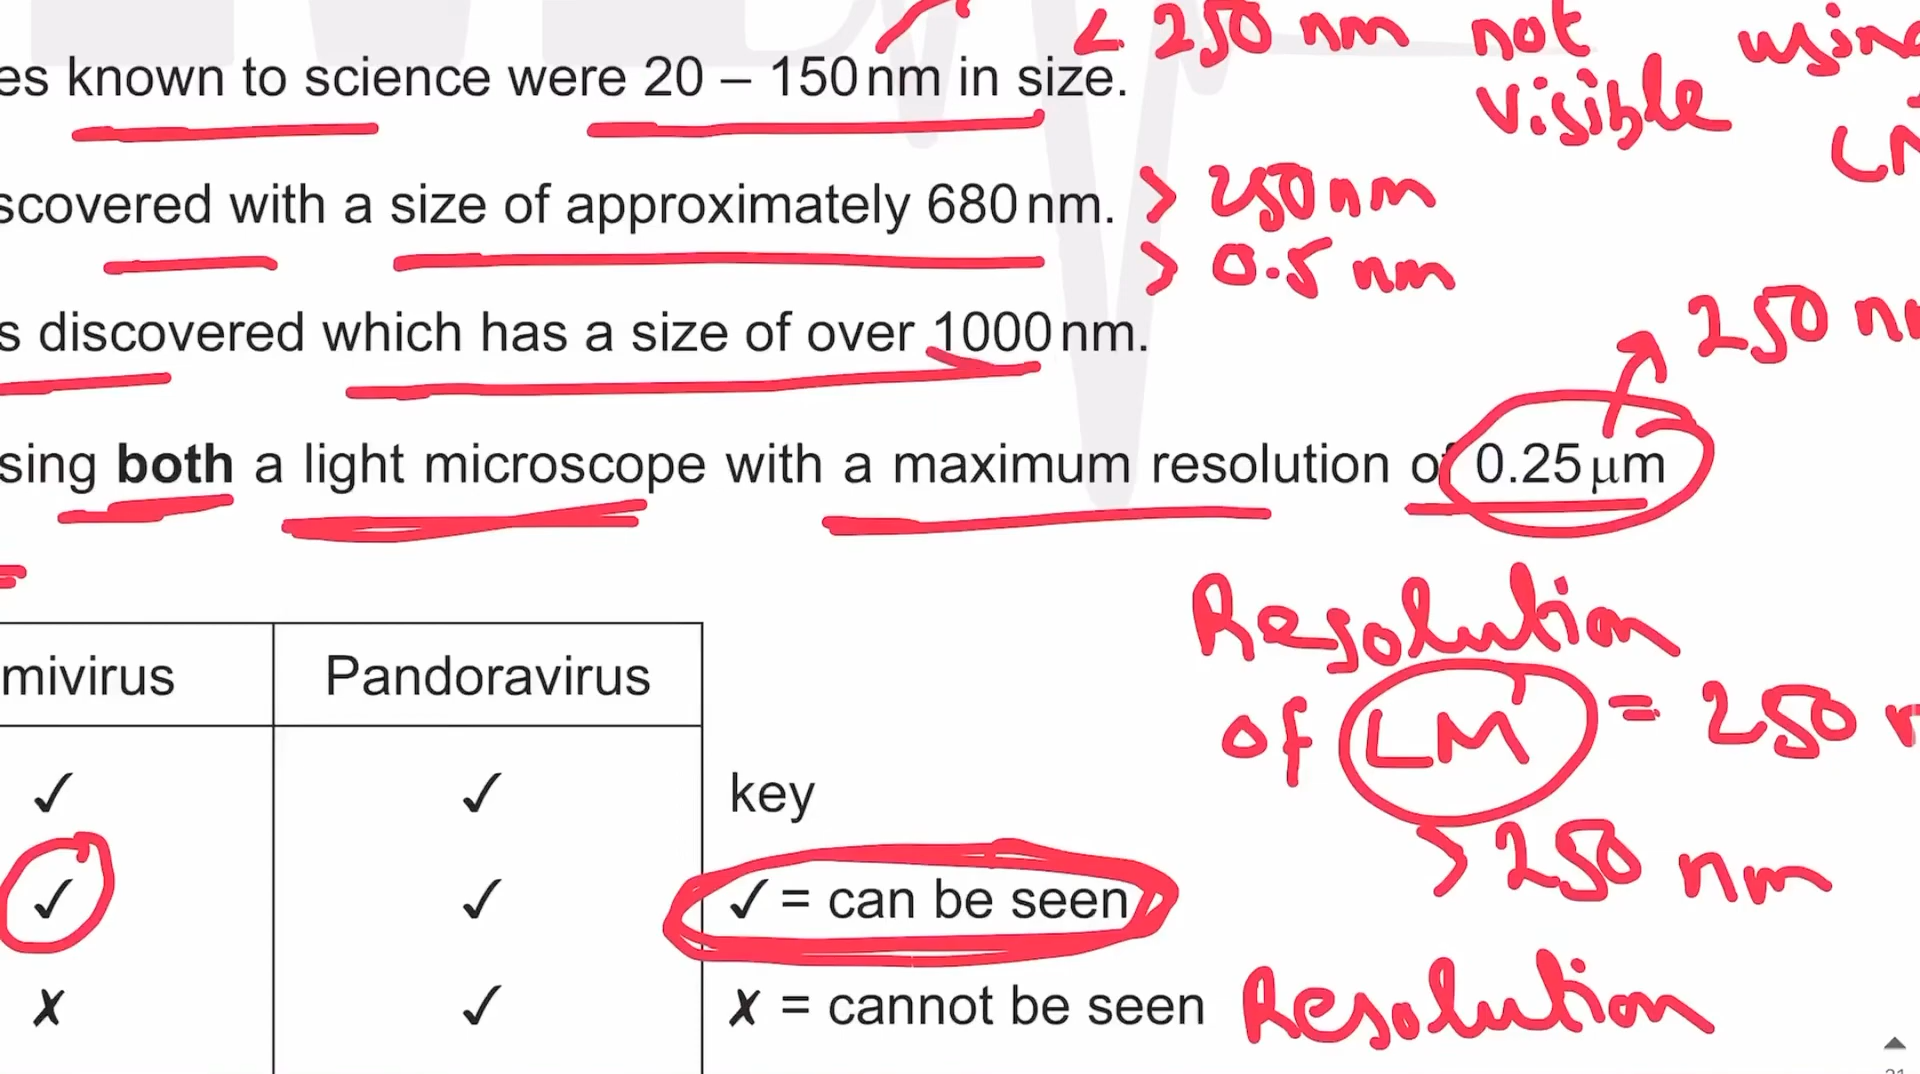 < 250 nm not using
es known to science were 20 – 150 nm in size.
visible
scovered with a size of approximately 680 nm. > 250 nm
> 0.5 nm
s discovered which has a size of over 1000 nm.
250
sing both a light microscope with a maximum resolution of 0.25 μm
Resolution
mivirus Pandoravirus
of LM = 250
✓ ✓ key
> 250 nm
✓ ✓ ✓ = can be seen
✗ ✓ ✗ = cannot be seen Resolution